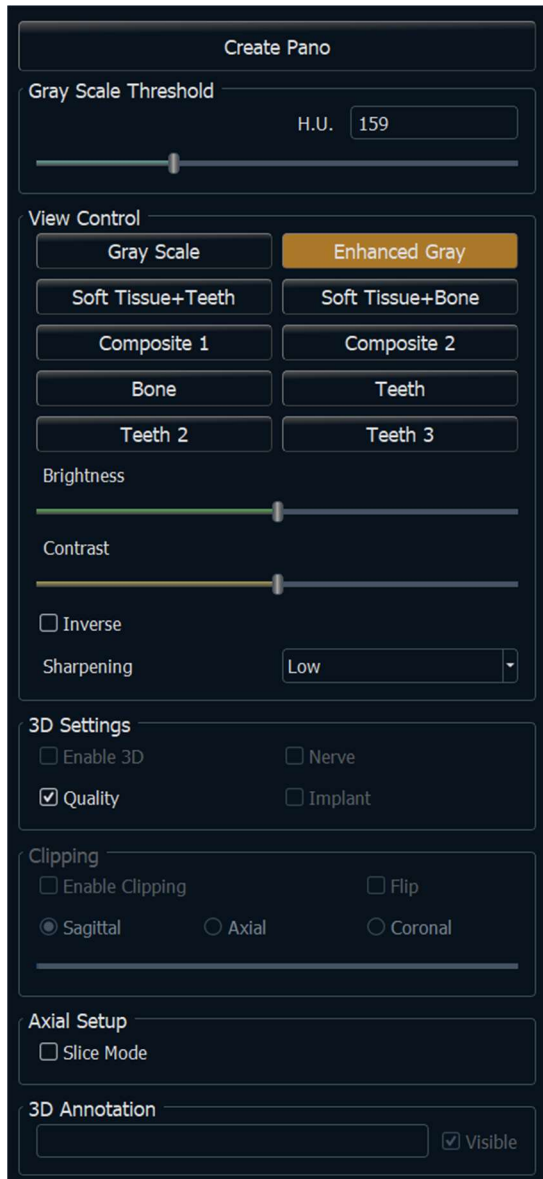 Create Pano
Gray Scale Threshold
H.U. 159
View Control
Gray Scale Enhanced Gray
Soft Tissue+Teeth Soft Tissue+Bone
Composite 1 Composite 2
Bone Teeth
Teeth 2 Teeth 3
Brightness
Contrast
Inverse
Sharpening Low
3D Settings
Enable 3D Nerve
Quality Implant
Clipping
Enable Clipping Flip
Sagittal Axial Coronal
Axial Setup
Slice Mode
3D Annotation
Visible